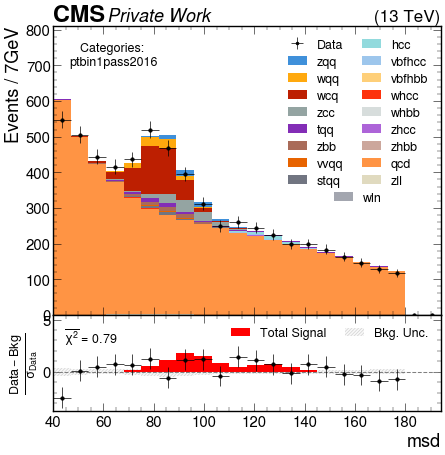 CMS Private Work (13 TeV)
Categories:
ptbin1pass2016
Data
zqq
wqq
wcq
zcc
tqq
zbb
vvqq
stqq
hcc
vbfhcc
vbfhbb
whcc
whbb
zhcc
zhbb
qcd
zll
wln
Events / 7GeV
800
700
600
500
400
300
200
100
0
χ² = 0.79
Total Signal
Bkg. Unc.
Data − Bkg
σData
5
0
40 60 80 100 120 140 160 180
msd